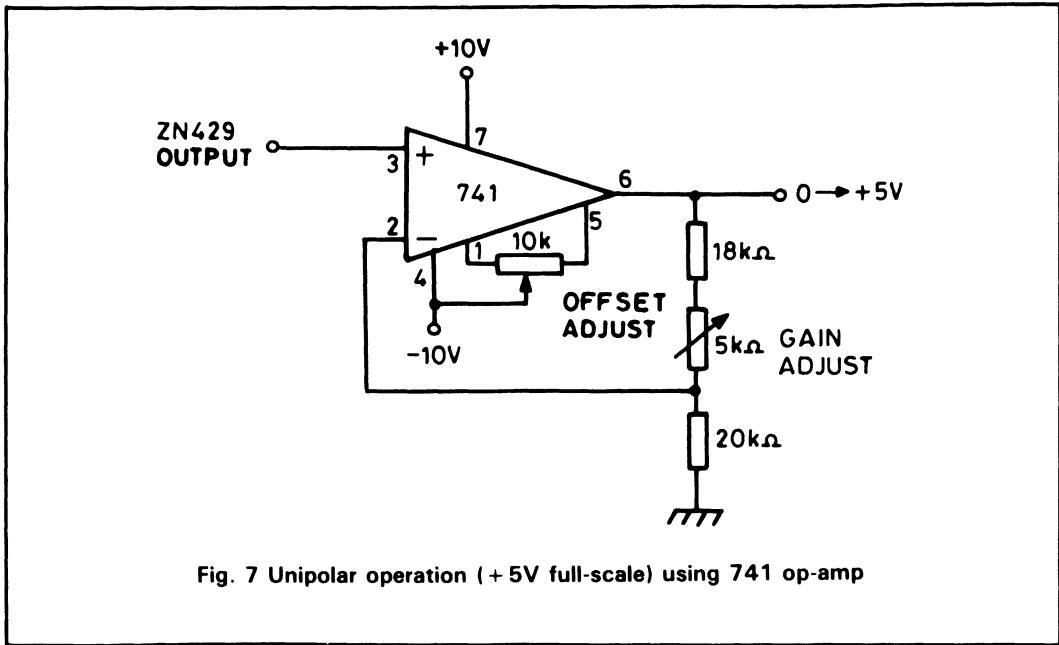 +10V
ZN429
OUTPUT
7
3
+
741
6
0→+5V
2
−
5
1
10k
4
18kΩ
OFFSET
ADJUST
-10V
5kΩ
GAIN
ADJUST
20kΩ
Fig. 7 Unipolar operation (+5V full-scale) using 741 op-amp